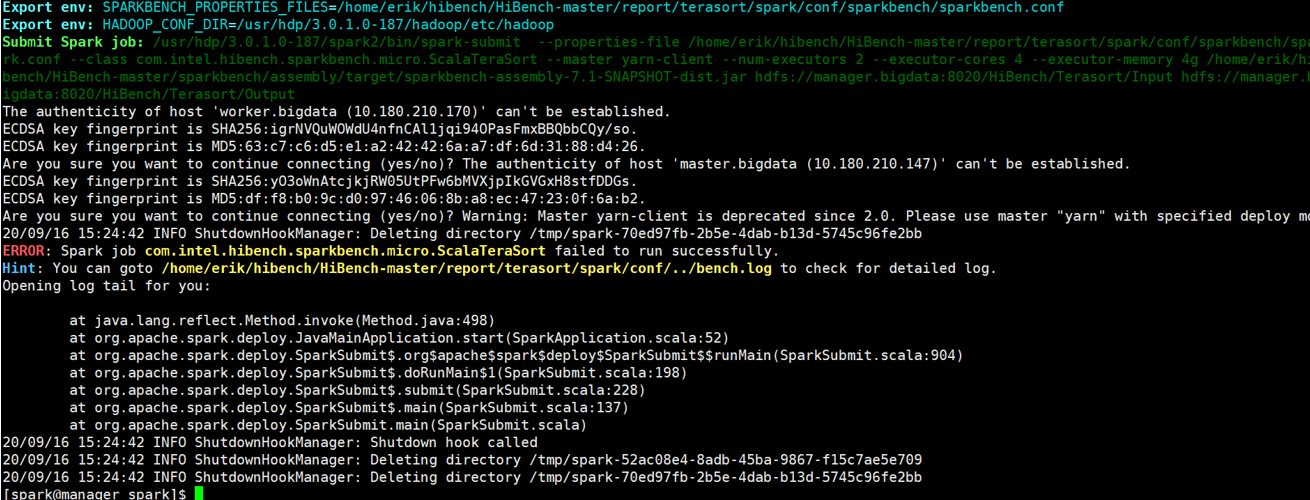 Export env: SPARKBENCH_PROPERTIES_FILES=/home/erik/hibench/HiBench-master/report/terasort/spark/conf/sparkbench/sparkbench.conf
Export env: HADOOP_CONF_DIR=/usr/hdp/3.0.1.0-187/hadoop/etc/hadoop
Submit Spark job: /usr/hdp/3.0.1.0-187/spark2/bin/spark-submit  --properties-file /home/erik/hibench/HiBench-master/report/terasort/spark/conf/sparkbench/spa
rk.conf --class com.intel.hibench.sparkbench.micro.ScalaTeraSort --master yarn-client --num-executors 2 --executor-cores 4 --executor-memory 4g /home/erik/hi
bench/HiBench-master/sparkbench/assembly/target/sparkbench-assembly-7.1-SNAPSHOT-dist.jar hdfs://manager.bigdata:8020/HiBench/Terasort/Input hdfs://manager.b
igdata:8020/HiBench/Terasort/Output
The authenticity of host 'worker.bigdata (10.180.210.170)' can't be established.
ECDSA key fingerprint is SHA256:igrNVQuWOWdU4nfnCAl1jqi94OPasFmxBBQbbCQy/so.
ECDSA key fingerprint is MD5:63:c7:c6:d5:e1:a2:42:42:6a:a7:df:6d:31:88:d4:26.
Are you sure you want to continue connecting (yes/no)? The authenticity of host 'master.bigdata (10.180.210.147)' can't be established.
ECDSA key fingerprint is SHA256:yO3oWnAtcjkjRW05UtPFw6bMVXjpIkGVGxH8stfDDGs.
ECDSA key fingerprint is MD5:df:f8:b0:9c:d0:97:46:06:8b:a8:ec:47:23:0f:6a:b2.
Are you sure you want to continue connecting (yes/no)? Warning: Master yarn-client is deprecated since 2.0. Please use master "yarn" with specified deploy mo
20/09/16 15:24:42 INFO ShutdownHookManager: Deleting directory /tmp/spark-70ed97fb-2b5e-4dab-b13d-5745c96fe2bb
ERROR: Spark job com.intel.hibench.sparkbench.micro.ScalaTeraSort failed to run successfully.
Hint: You can goto /home/erik/hibench/HiBench-master/report/terasort/spark/conf/../bench.log to check for detailed log.
Opening log tail for you:
at java.lang.reflect.Method.invoke(Method.java:498)
at org.apache.spark.deploy.JavaMainApplication.start(SparkApplication.scala:52)
at org.apache.spark.deploy.SparkSubmit$.org$apache$spark$deploy$SparkSubmit$$runMain(SparkSubmit.scala:904)
at org.apache.spark.deploy.SparkSubmit$.doRunMain$1(SparkSubmit.scala:198)
at org.apache.spark.deploy.SparkSubmit$.submit(SparkSubmit.scala:228)
at org.apache.spark.deploy.SparkSubmit$.main(SparkSubmit.scala:137)
at org.apache.spark.deploy.SparkSubmit.main(SparkSubmit.scala)
20/09/16 15:24:42 INFO ShutdownHookManager: Shutdown hook called
20/09/16 15:24:42 INFO ShutdownHookManager: Deleting directory /tmp/spark-52ac08e4-8adb-45ba-9867-f15c7ae5e709
20/09/16 15:24:42 INFO ShutdownHookManager: Deleting directory /tmp/spark-70ed97fb-2b5e-4dab-b13d-5745c96fe2bb
[spark@manager spark]$